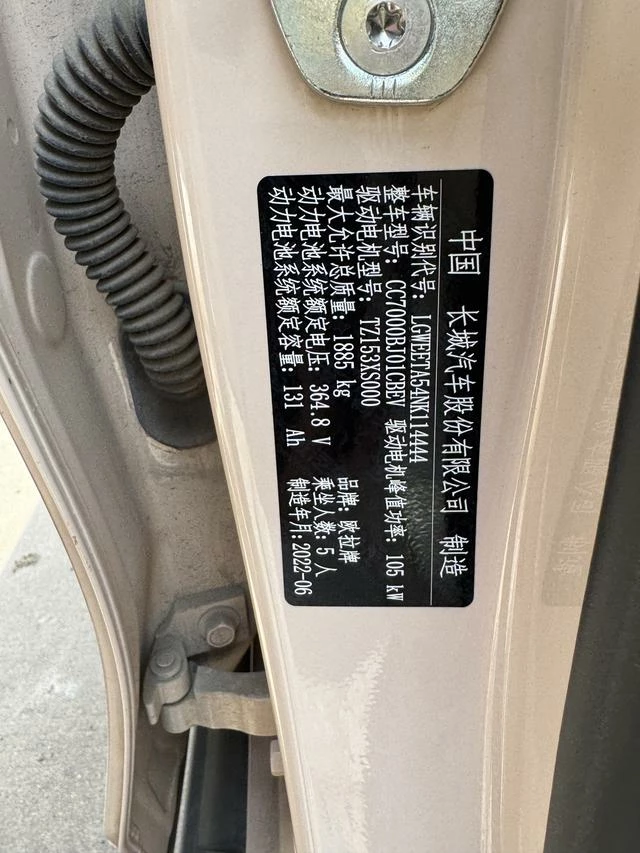 中国 长城汽车股份有限公司 制造
车辆识别代号: LGWEETA54NK114444
整车型号: CC7000BJ01CBEV 驱动电机峰值功率: 105 kW
驱动电机型号: TZ153XS000
最大允许总质量: 1885 kg 品牌: 欧拉牌
动力电池系统额定电压: 364.8 V 乘坐人数: 5 人
动力电池系统额定容量: 131 Ah 制造年月: 2022-06